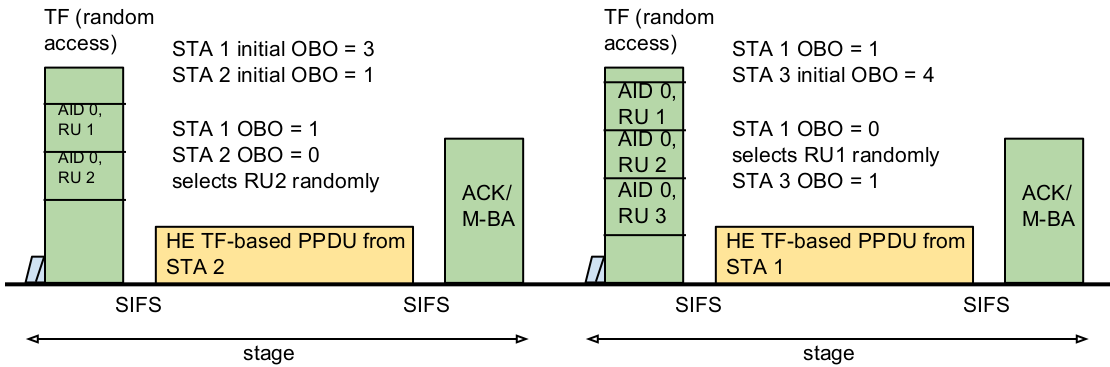 TF (random
access)
STA 1 initial OBO = 3
STA 2 initial OBO = 1
AID 0,
RU 1
AID 0,
RU 2
STA 1 OBO = 1
STA 2 OBO = 0
selects RU2 randomly
ACK/
M-BA
HE TF-based PPDU from
STA 2
SIFS
SIFS
stage
TF (random
access)
STA 1 OBO = 1
STA 3 initial OBO = 4
AID 0,
RU 1
AID 0,
RU 2
AID 0,
RU 3
STA 1 OBO = 0
selects RU1 randomly
STA 3 OBO = 1
ACK/
M-BA
HE TF-based PPDU from
STA 1
SIFS
SIFS
stage